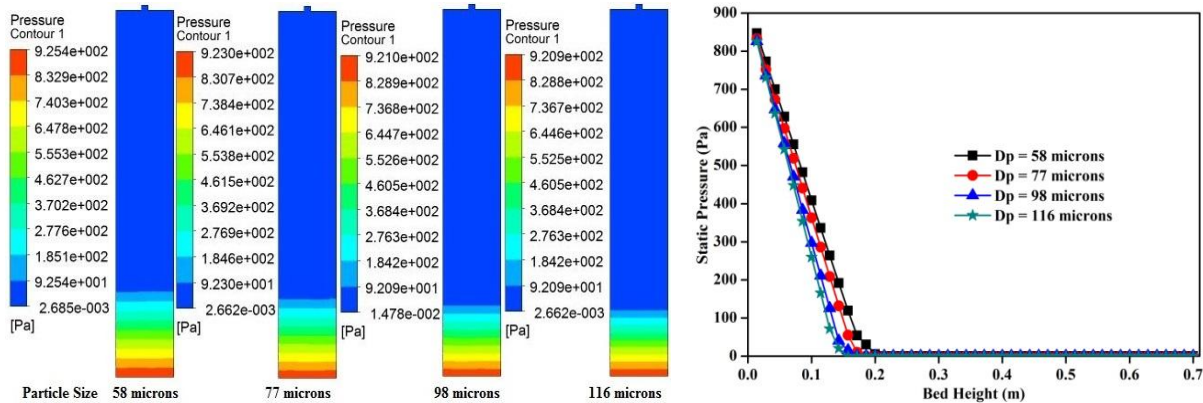 Pressure
Contour 1
9.254e+002
8.329e+002
7.403e+002
6.478e+002
5.553e+002
4.627e+002
3.702e+002
2.776e+002
1.851e+002
9.254e+001
2.685e-003
[Pa]
Pressure
Contour 1
9.230e+002
8.307e+002
7.384e+002
6.461e+002
5.538e+002
4.615e+002
3.692e+002
2.769e+002
1.846e+002
9.230e+001
2.662e-003
[Pa]
Pressure
Contour 1
9.210e+002
8.289e+002
7.367e+002
6.447e+002
5.526e+002
4.605e+002
3.684e+002
2.763e+002
1.842e+002
9.209e+001
1.478e-002
[Pa]
Pressure
Contour 1
9.209e+002
8.288e+002
7.367e+002
6.447e+002
5.526e+002
4.605e+002
3.684e+002
2.763e+002
1.842e+002
9.209e+001
2.662e-003
[Pa]
Particle Size 58 microns 77 microns 98 microns 116 microns
900
800
700
600
500
400
300
200
100
0
Static Pressure (Pa)
Dp = 58 microns
Dp = 77 microns
Dp = 98 microns
Dp = 116 microns
0.0 0.1 0.2 0.3 0.4 0.5 0.6 0.7
Bed Height (m)